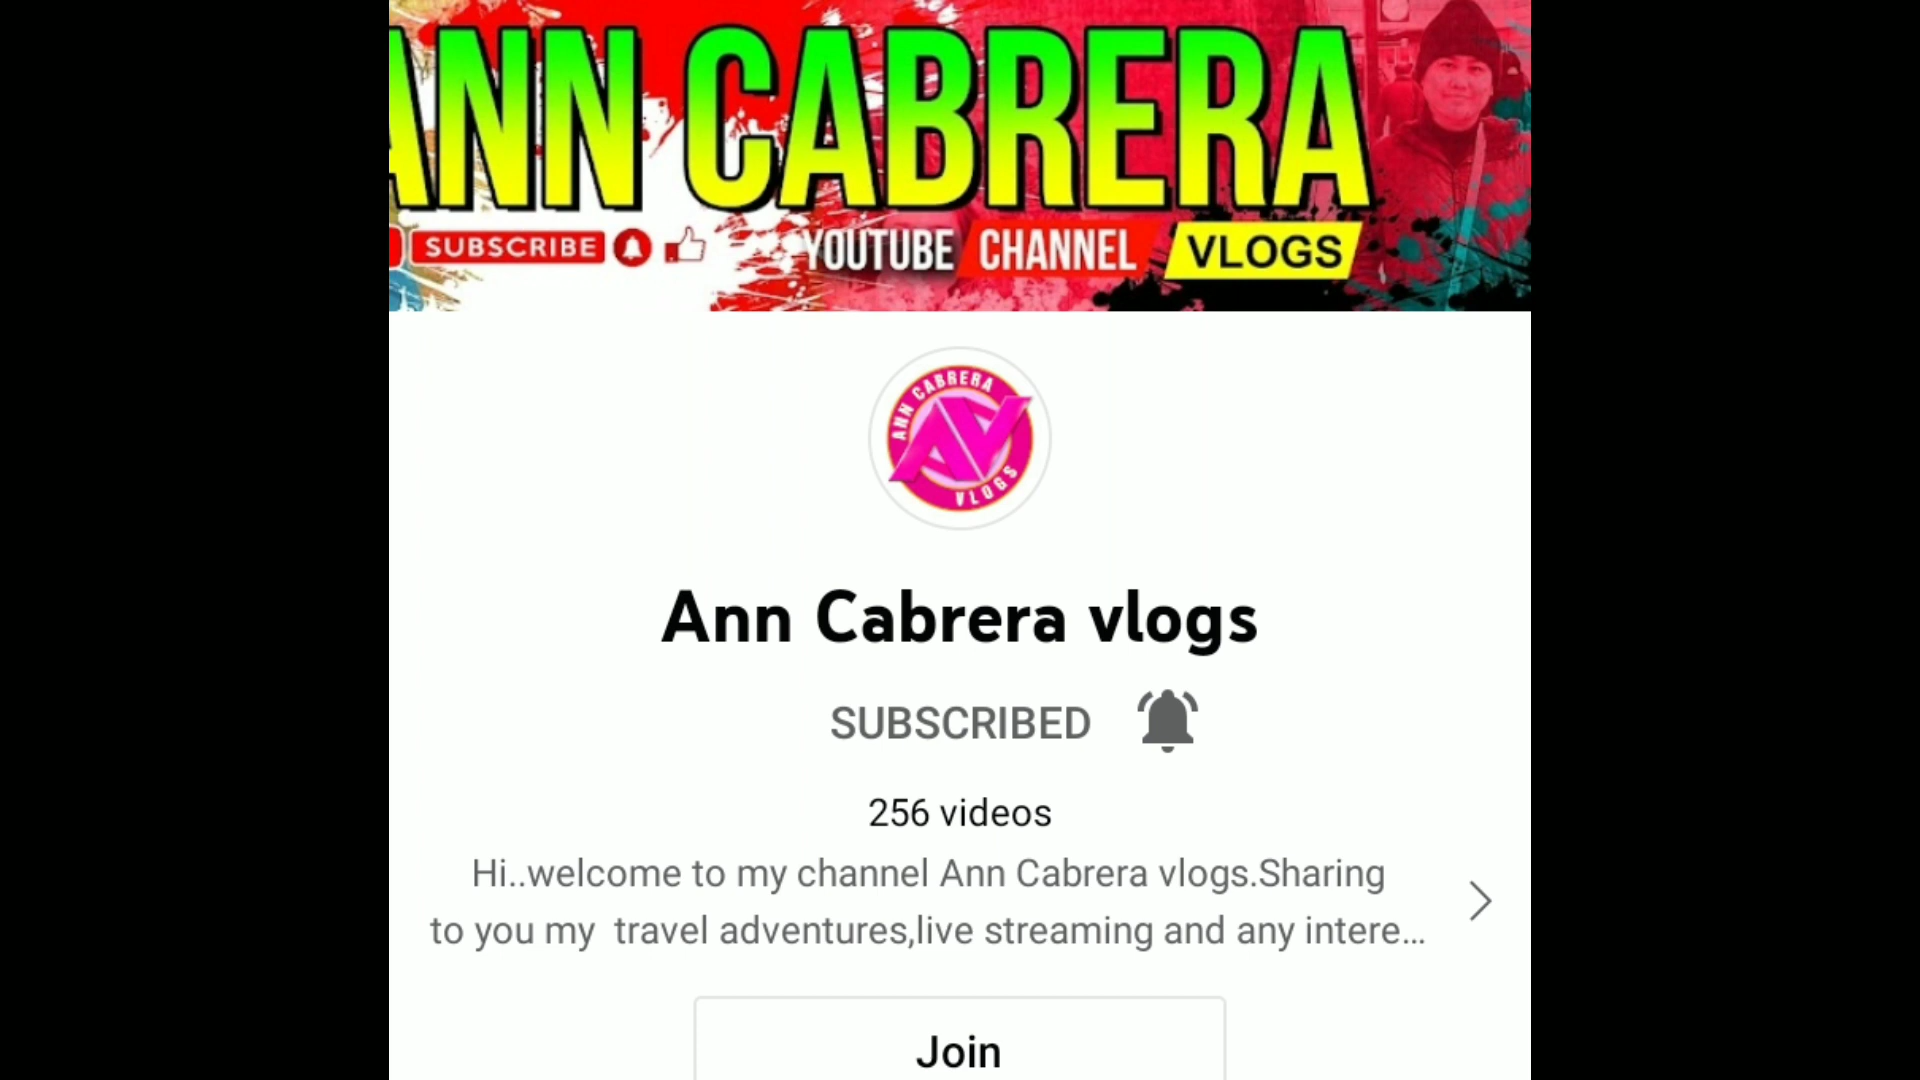 ANN CABRERA
SUBSCRIBE
YOUTUBE CHANNEL VLOGS
ANN CABRERA
AV
VLOGS
Ann Cabrera vlogs
SUBSCRIBED
256 videos
Hi..welcome to my channel Ann Cabrera vlogs.Sharing
to you my  travel adventures,live streaming and any intere...
Join